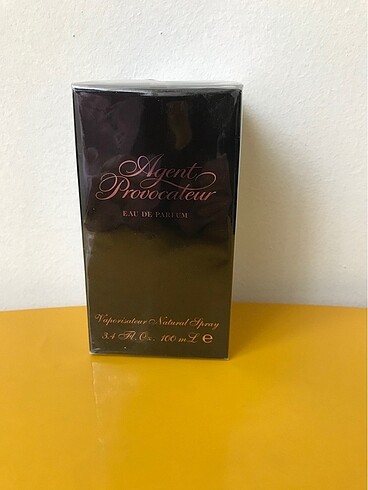 Agent
Provocateur
EAU DE PARFUM
Vaporisateur Natural Spray
3.4 Fl. Oz. 100 mL ℮